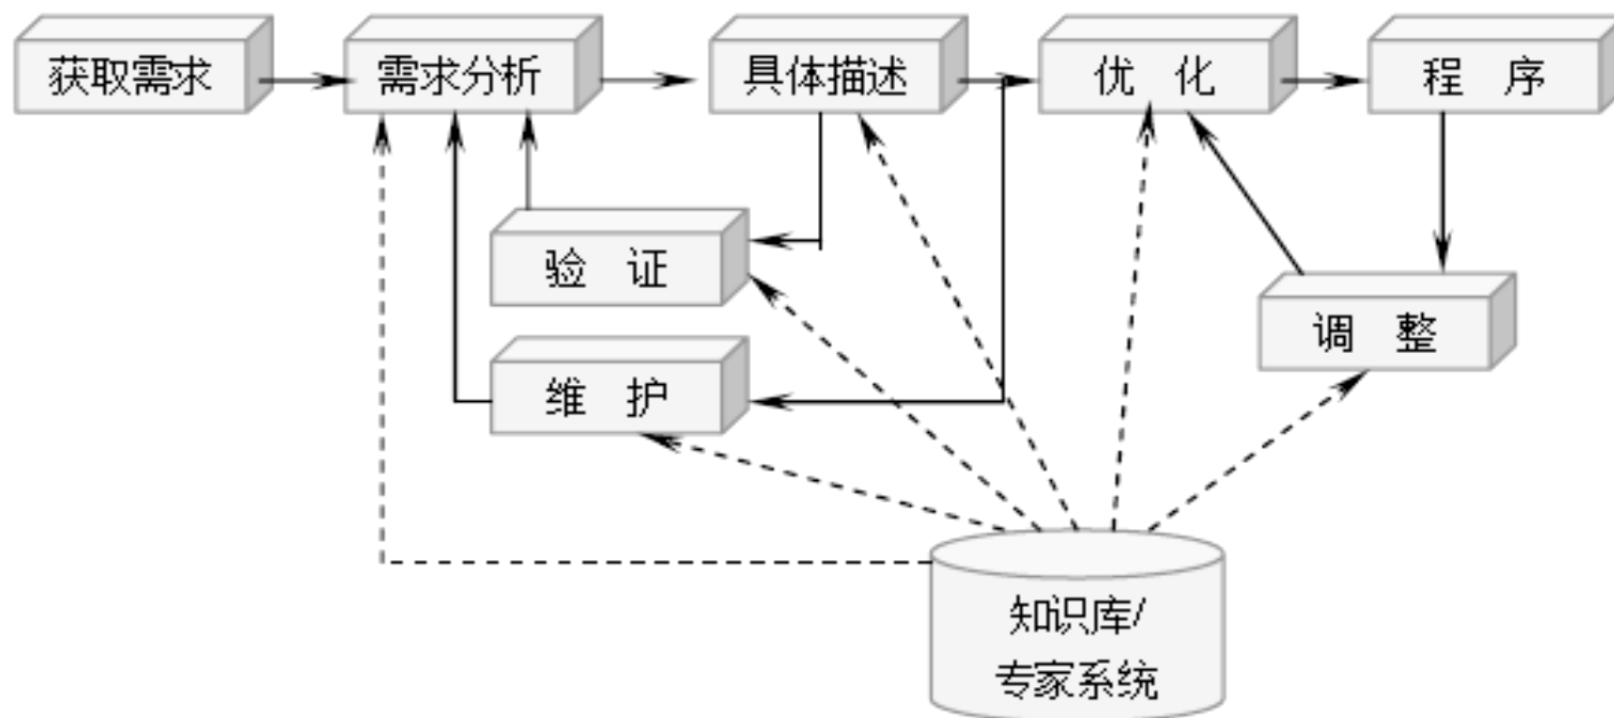 获取需求
需求分析
具体描述
优 化
程 序
验 证
调 整
维 护
知识库/
专家系统